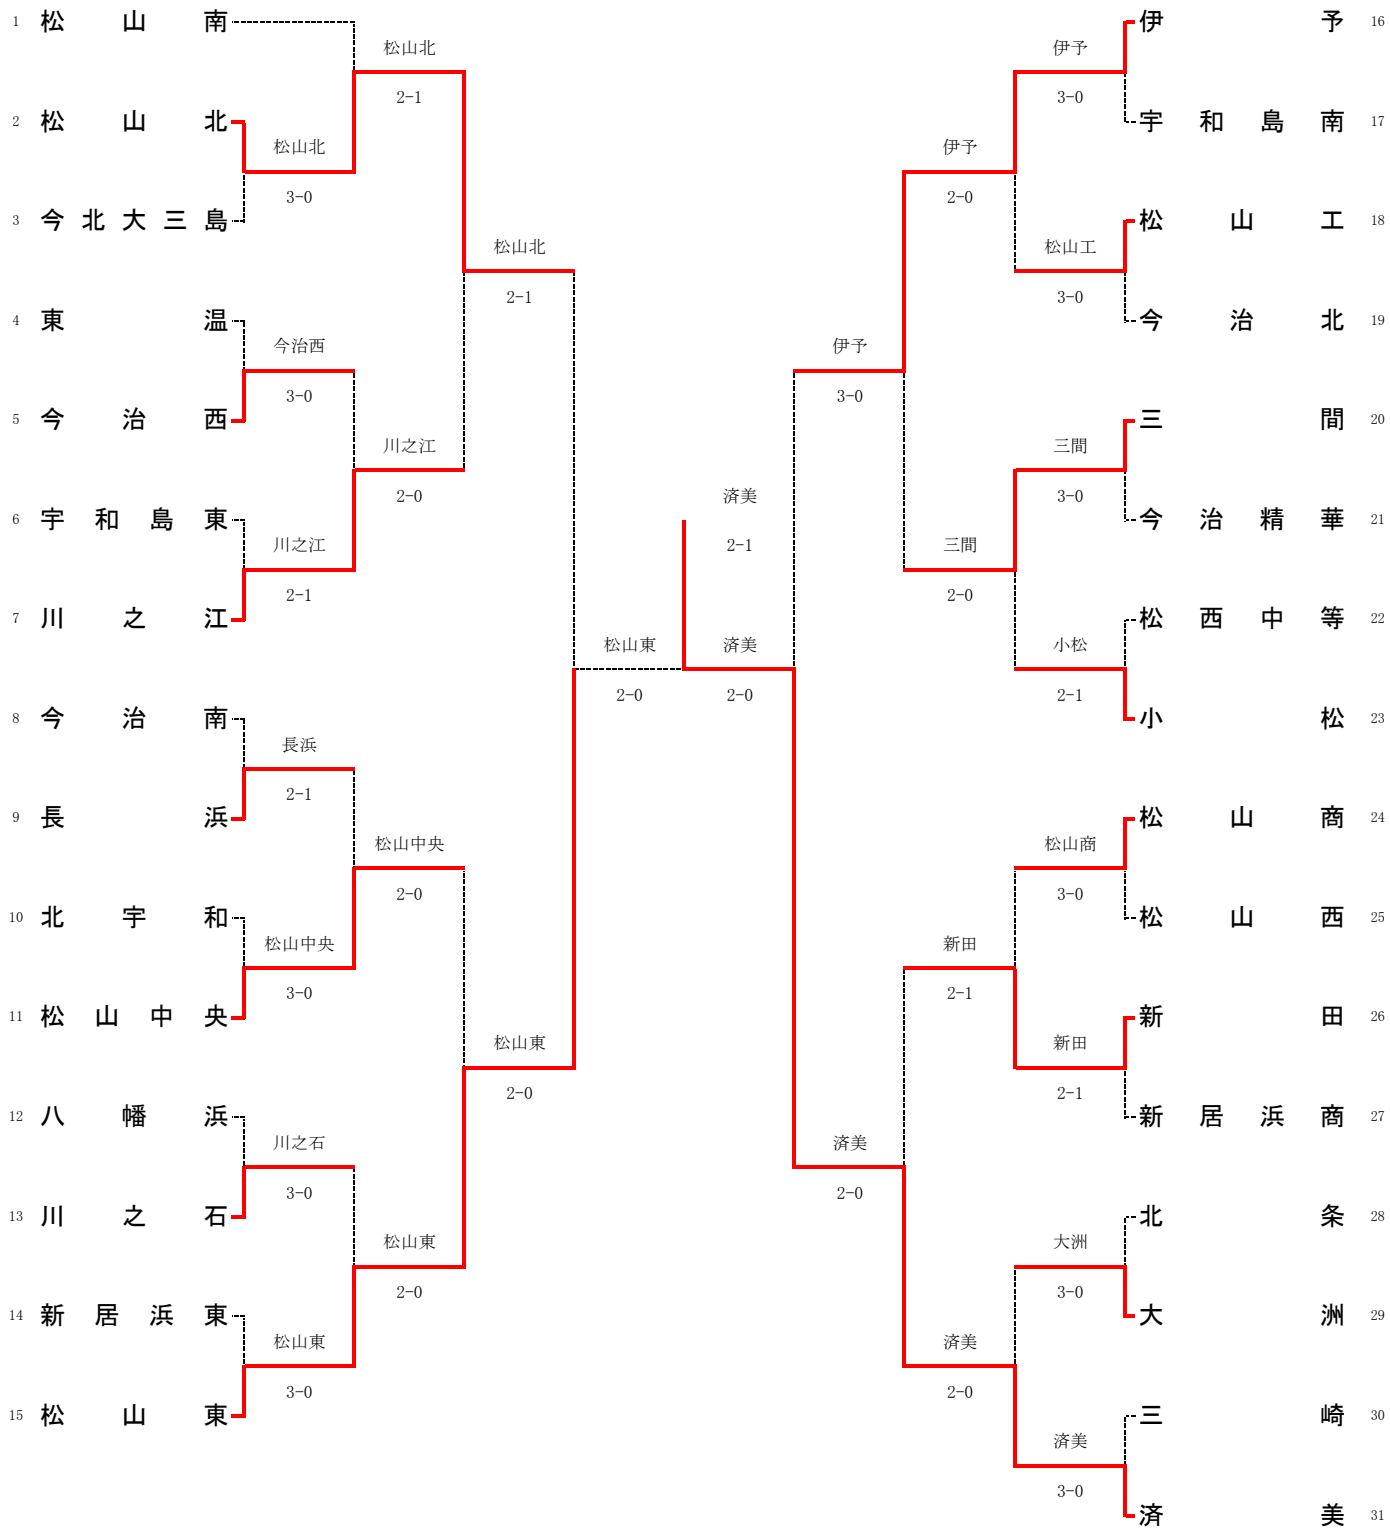 1 松山南
松山北
2-1
2 松山北
松山北
3-0
3 今北大三島
松山北
2-1
4 東温
今治西
3-0
5 今治西
川之江
2-0
6 宇和島東
川之江
2-1
7 川之江
松山東
2-0
8 今治南
長浜
2-1
9 長浜
松山中央
2-0
10 北宇和
松山中央
3-0
11 松山中央
松山東
2-0
12 八幡浜
川之石
3-0
13 川之石
松山東
2-0
14 新居浜東
松山東
3-0
15 松山東
済美
2-1
済美
2-0
伊予 16
伊予
3-0
宇和島南 17
伊予
2-0
松山工 18
松山工
3-0
今治北 19
伊予
3-0
三間 20
三間
3-0
今治精華 21
三間
2-0
松西中等 22
小松
2-1
小松 23
松山商 24
松山商
3-0
松山西 25
新田
2-1
新田 26
新田
2-1
新居浜商 27
済美
2-0
北条 28
大洲
3-0
大洲 29
済美
2-0
三崎 30
済美
3-0
済美 31